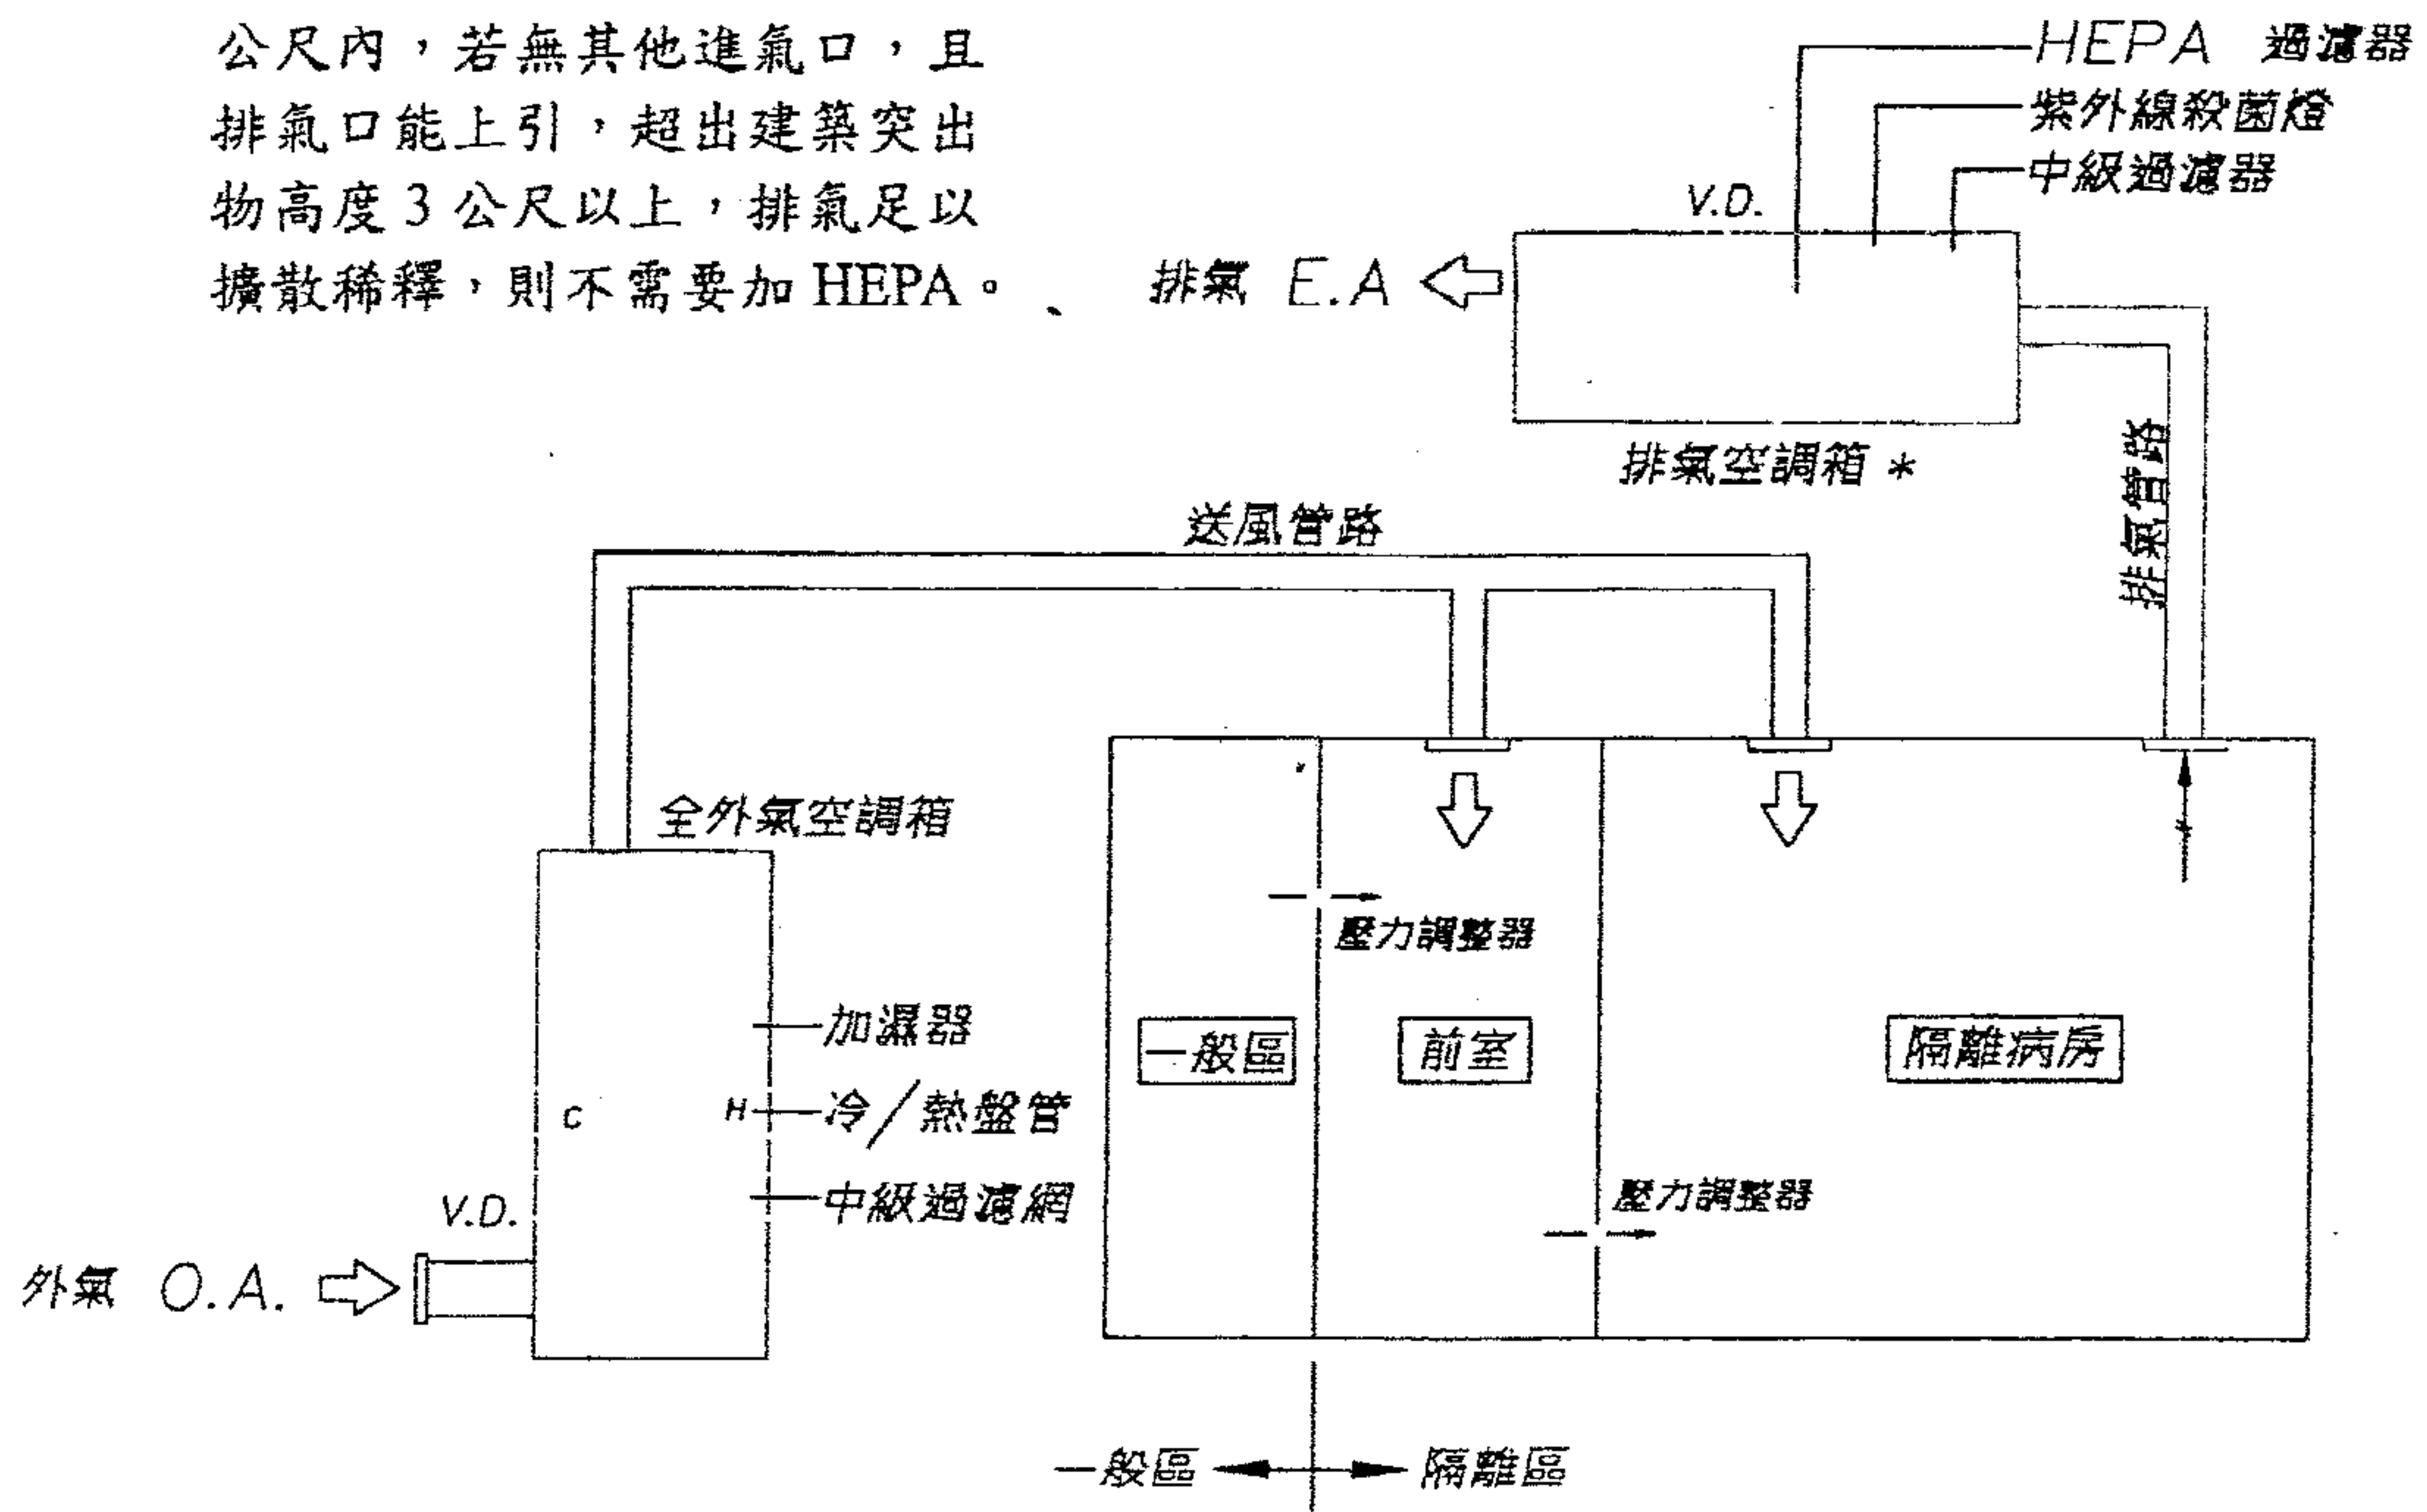 公尺內，若無其他進氣口，且
排氣口能上引，超出建築突出
物高度 3 公尺以上，排氣足以
擴散稀釋，則不需要加 HEPA。
HEPA 過濾器
紫外線殺菌燈
中級過濾器
V.D.
排氣 E.A
排氣空調箱 *
排氣管路
送風管路
全外氣空調箱
加濕器
C
H
冷/熱盤管
中級過濾網
V.D.
外氣 O.A.
壓力調整器
一般區
前室
隔離病房
壓力調整器
一般區
隔離區